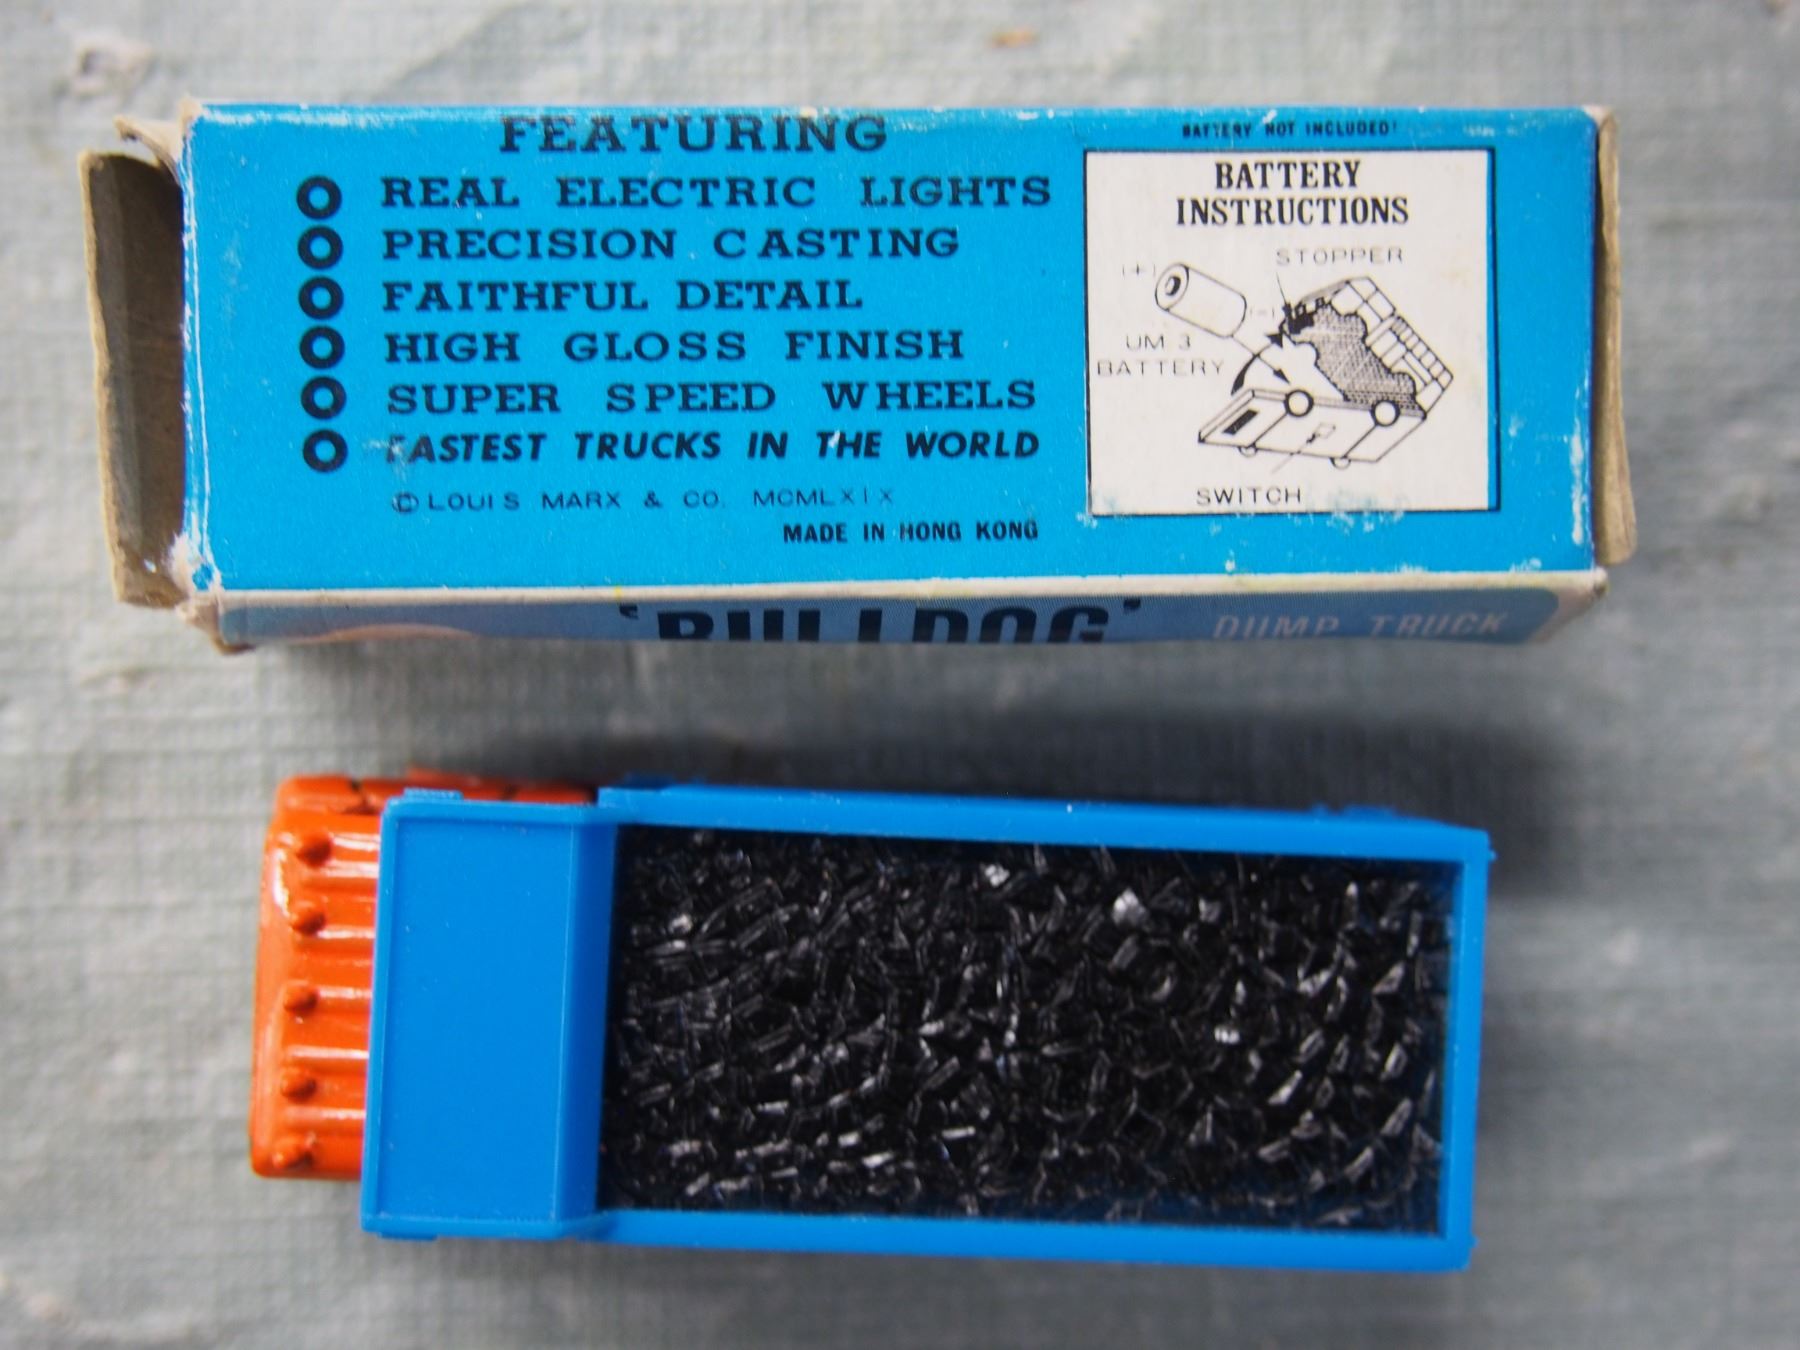 FEATURING
REAL ELECTRIC LIGHTS
PRECISION CASTING
FAITHFUL DETAIL
HIGH GLOSS FINISH
SUPER SPEED WHEELS
FASTEST TRUCKS IN THE WORLD
© LOUIS MARX & CO. MCMLXIX
MADE IN HONG KONG
BATTERY NOT INCLUDED!
BATTERY
INSTRUCTIONS
STOPPER
(+)
(-)
UM 3
BATTERY
SWITCH
'BULLDOG' DUMP TRUCK